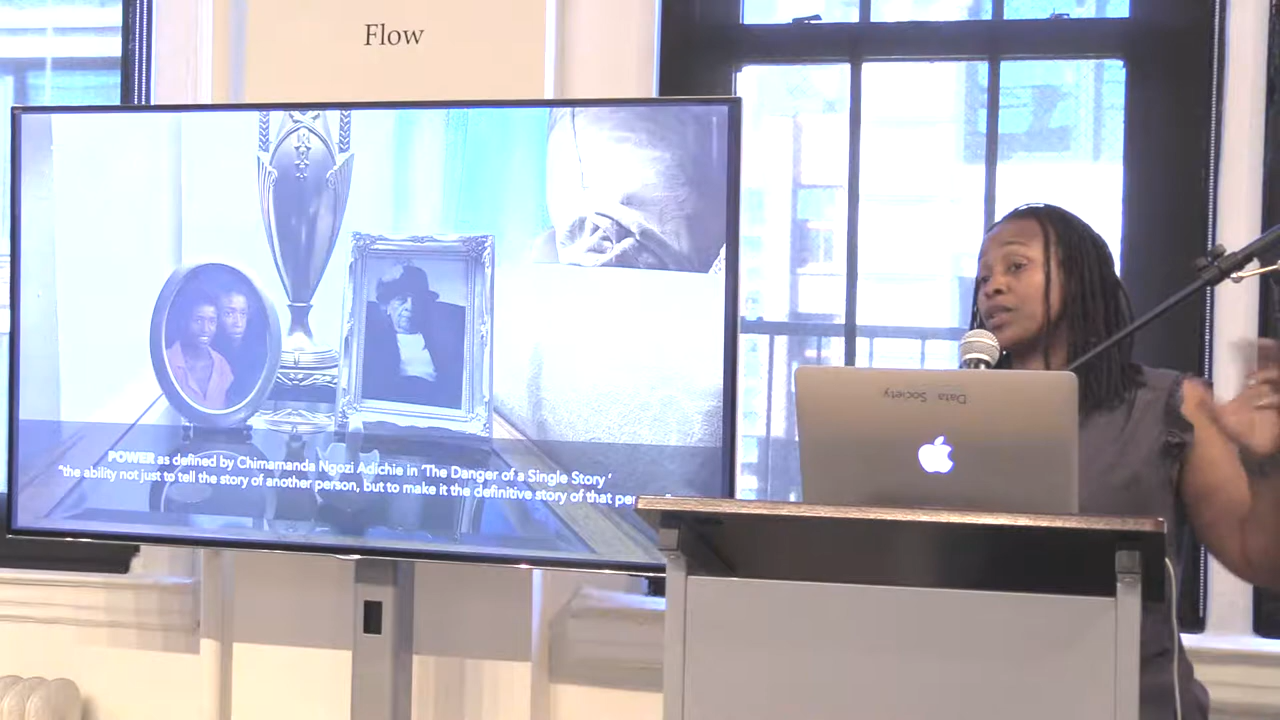 Flow
POWER as defined by Chimamanda Ngozi Adichie in 'The Danger of a Single Story '
"the ability not just to tell the story of another person, but to make it the definitive story of that
Data Society